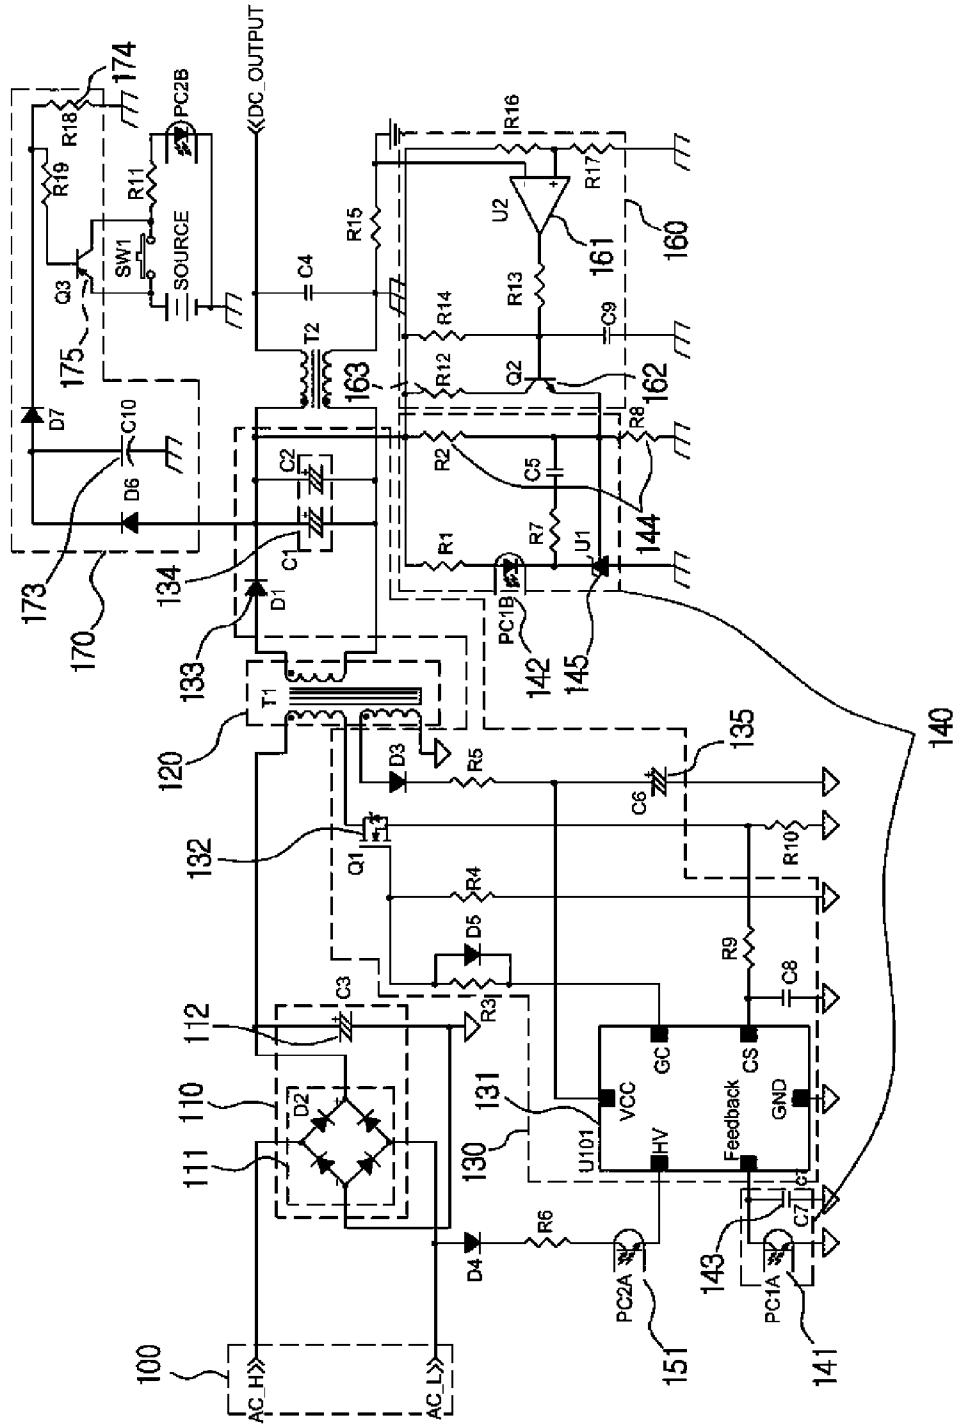 174
DC_OUTPUT
R18
PC2B
R19
R11
SW1
SOURCE
Q3
175
D7
C10
D6
173
170
R16
R17
R15
U2
161
160
C4
T2
R14
R13
C9
163
R12
Q2
162
R8
R2
C5
144
R7
R1
U1
145
PC1B
142
140
C2
C1
134
D1
133
T1
120
D3
R5
C6
135
Q1
132
R10
R4
D5
R9
R3
C8
C3
112
110
111
D2
131
130
U101
VCC
GC
CS
HV
Feedback
GND
C7
C7
143
R6
D4
PC2A
151
PC1A
141
100
AC_H
AC_L